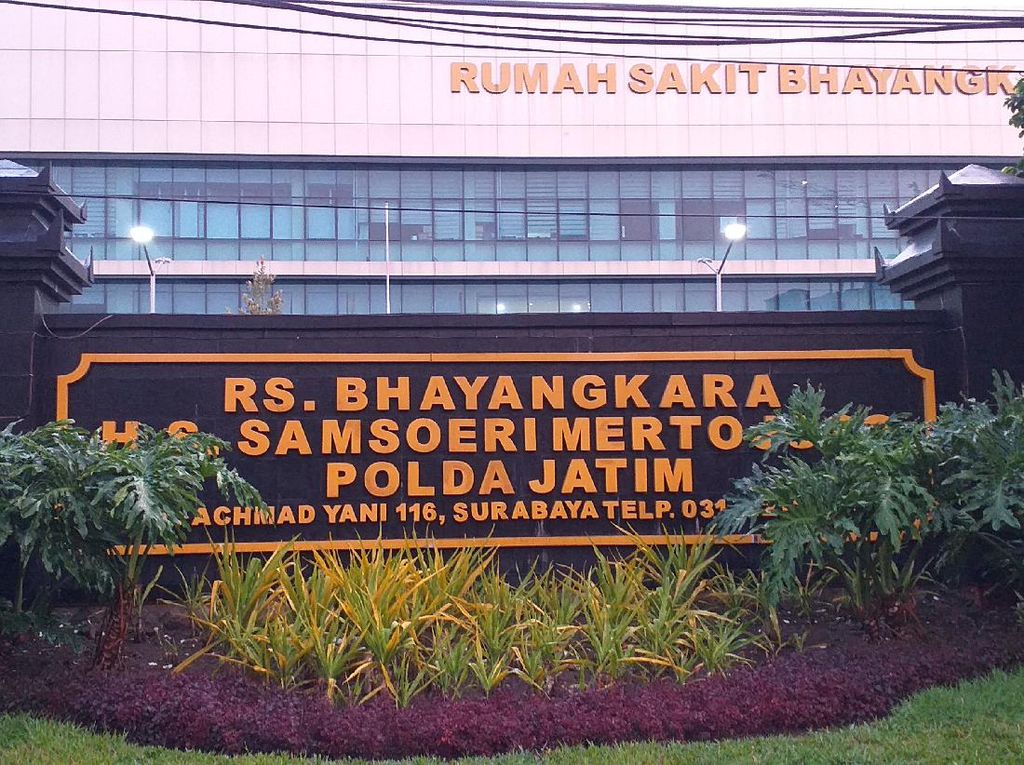 RUMAH SAKIT BHAYANGK
RS. BHAYANGKARA
H.S. SAMSOERI MERTO
POLDA JATIM
ACHMAD YANI 116, SURABAYA TELP. 031